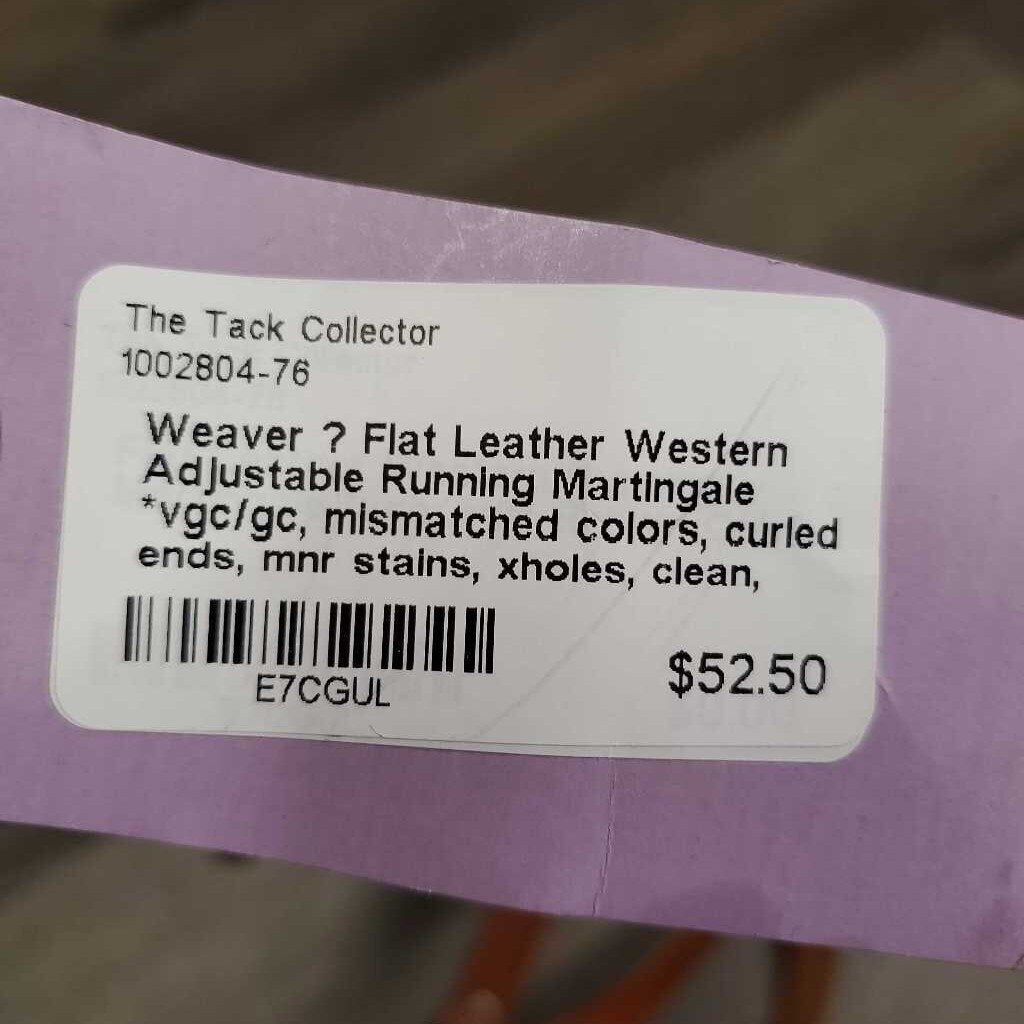 The Tack Collector
1002804-76
Weaver ? Flat Leather Western
Adjustable Running Martingale
*vgc/gc, mismatched colors, curled
ends, mnr stains, xholes, clean,
E7CGUL
$52.50